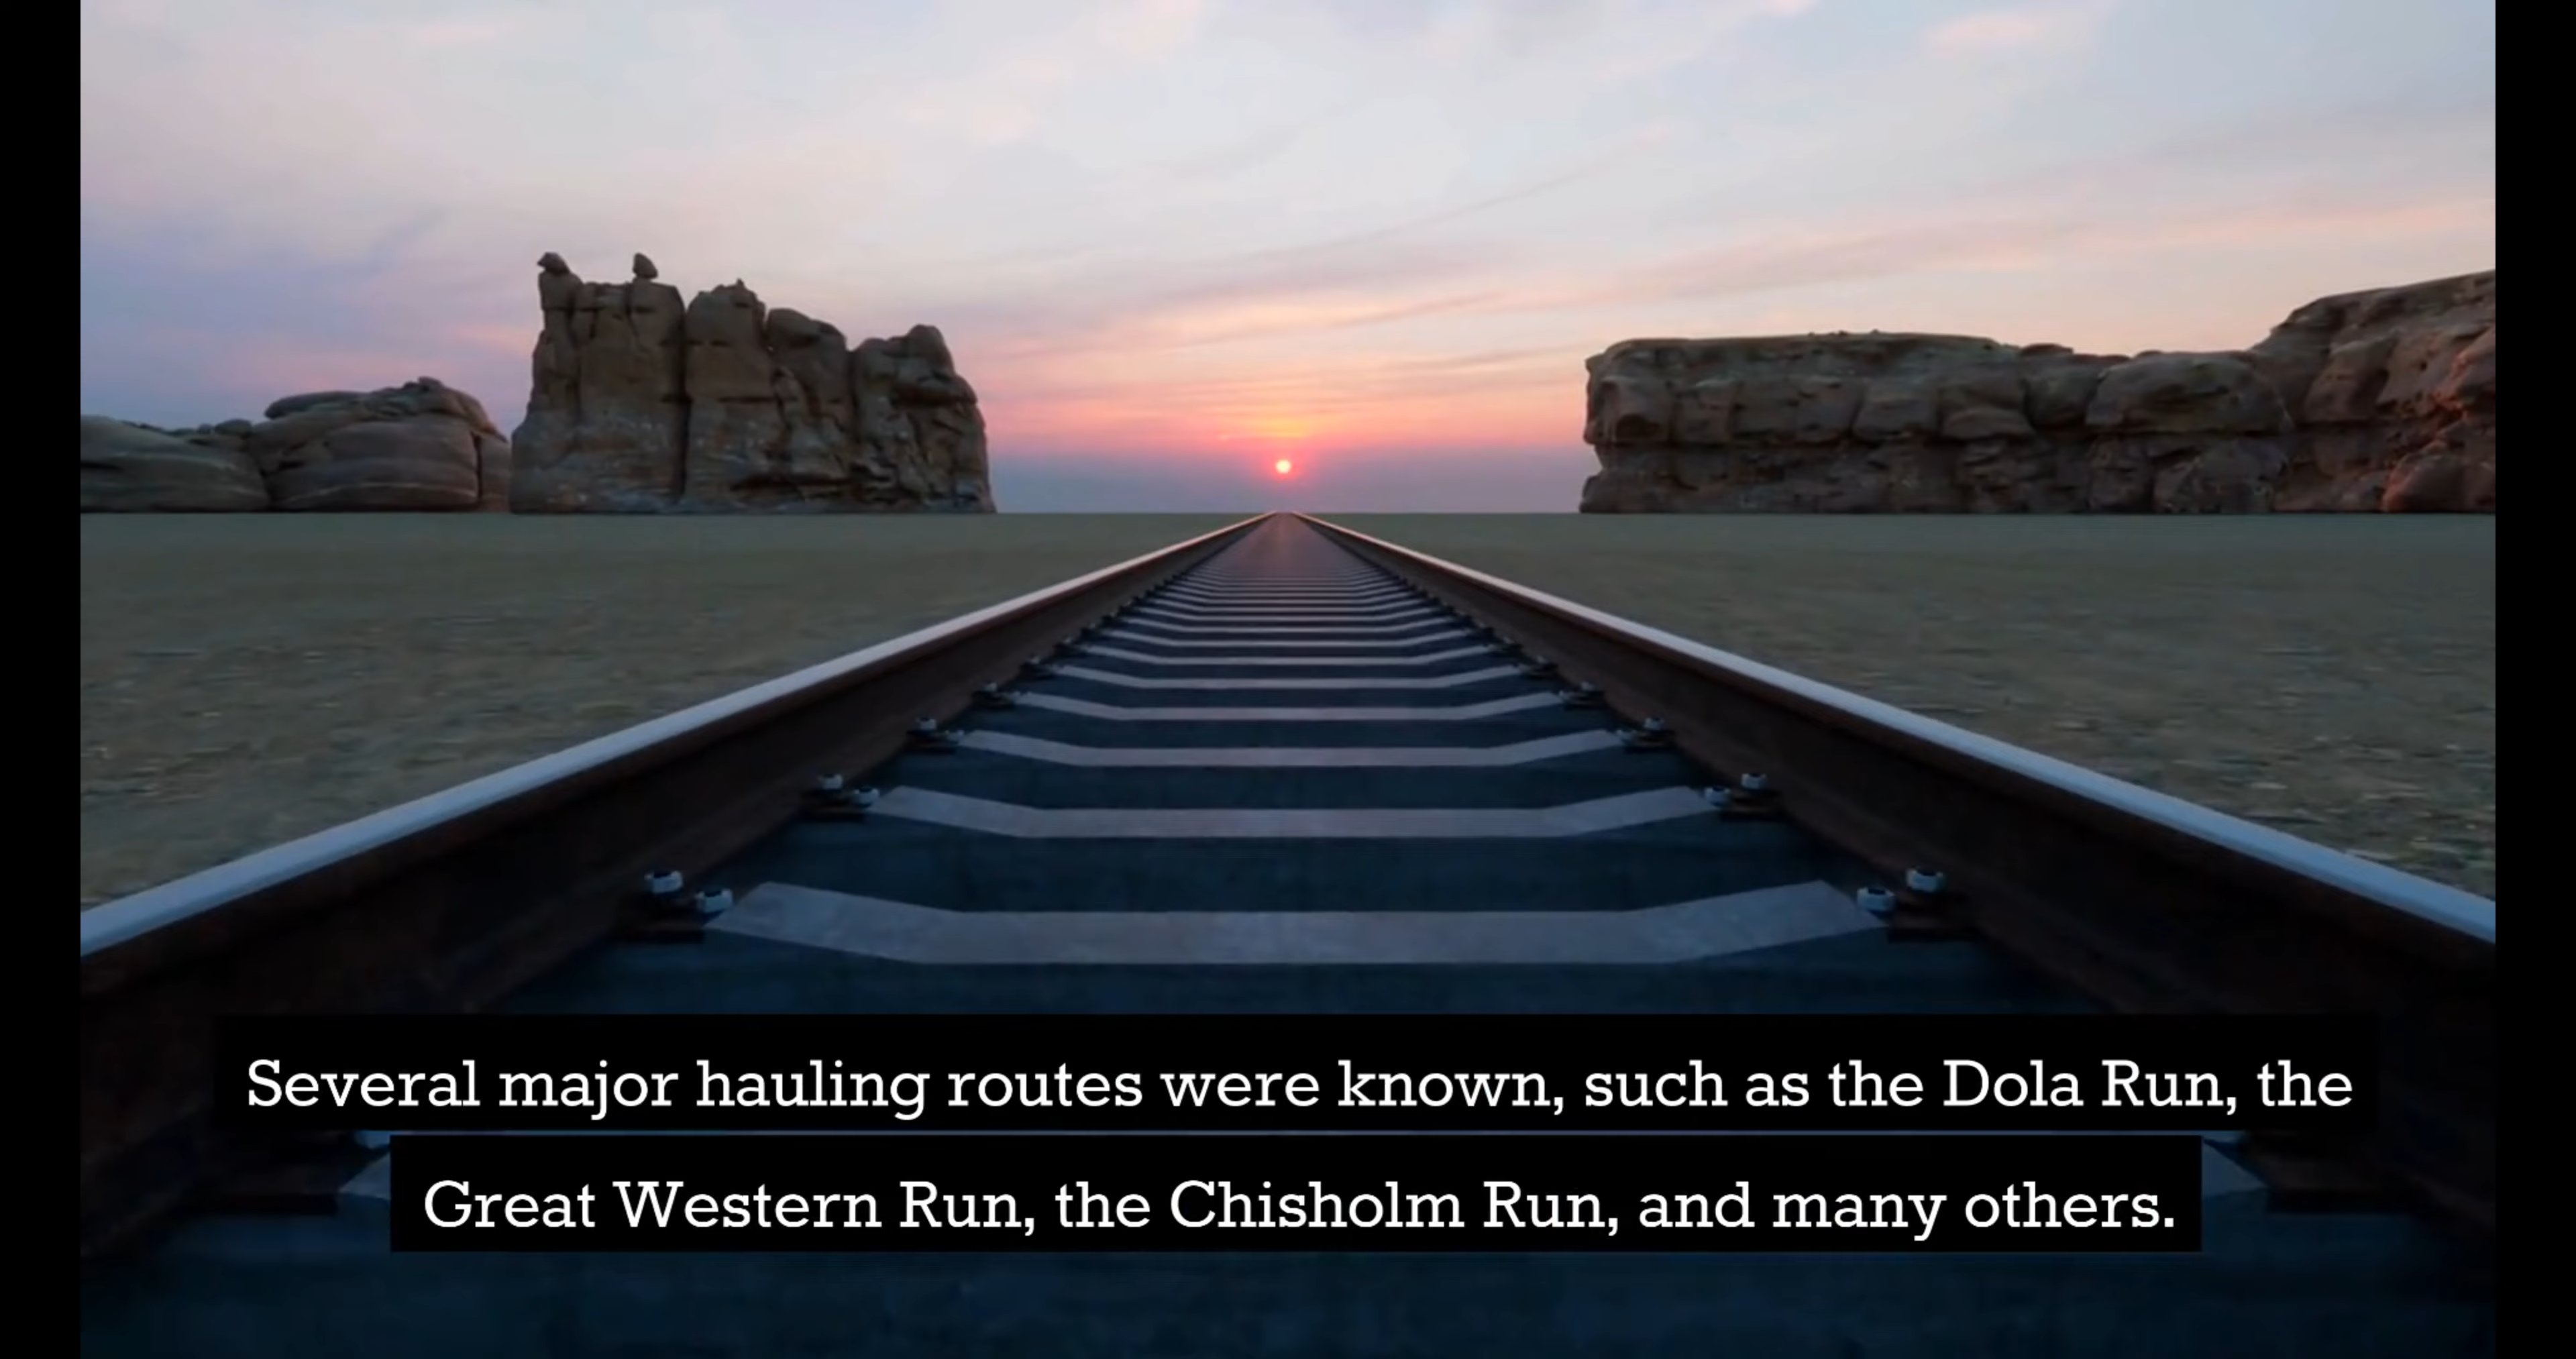 Several major hauling routes were known, such as the Dola Run, the
Great Western Run, the Chisholm Run, and many others.